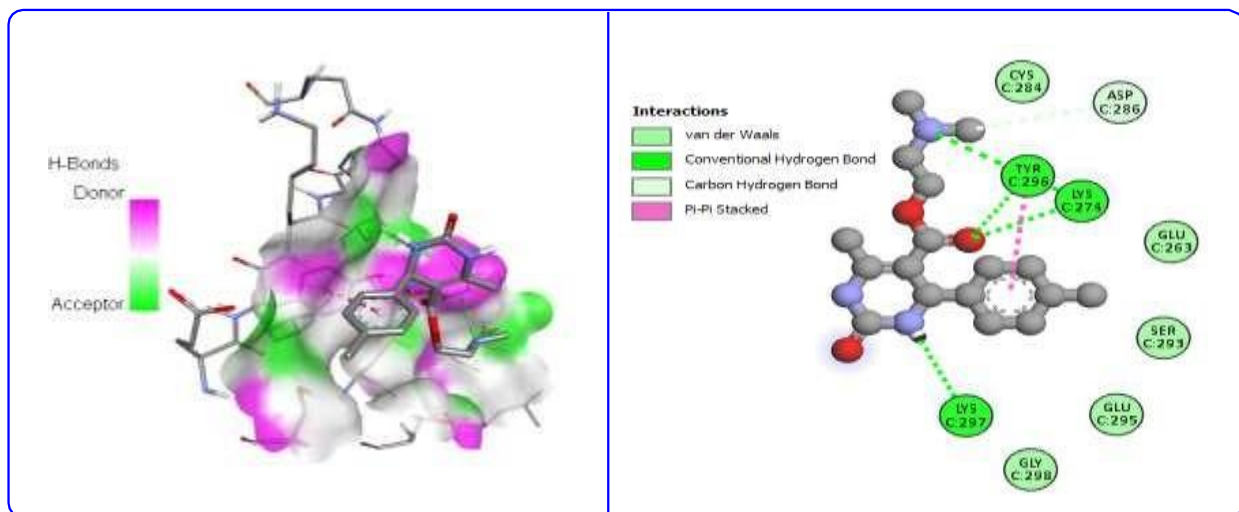 H-Bonds
Donor
Acceptor
Interactions
van der Waals
Conventional Hydrogen Bond
Carbon Hydrogen Bond
Pi-Pi Stacked
CYS
C:284
ASP
C:286
TYR
C:296
LYS
C:274
GLU
C:263
SER
C:293
GLU
C:295
LYS
C:297
GLY
C:298